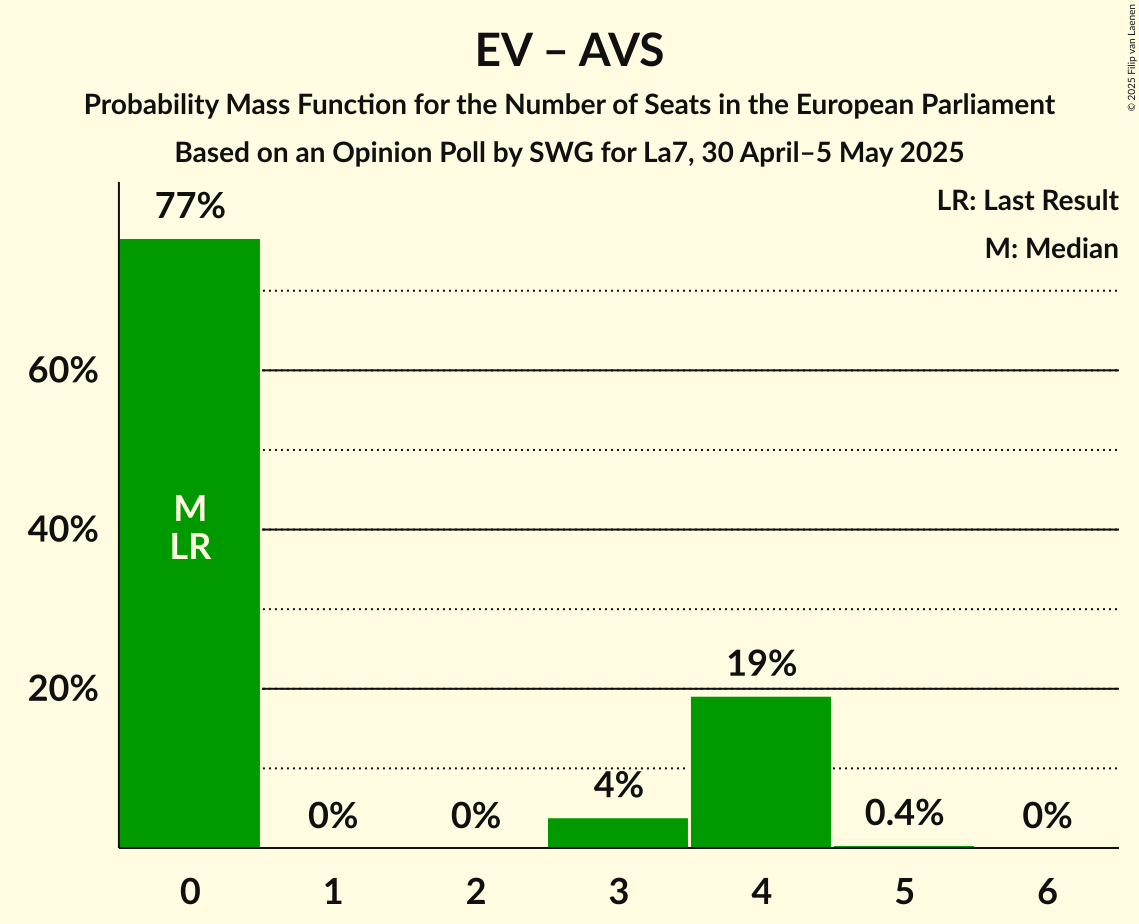 EV – AVS
Probability Mass Function for the Number of Seats in the European Parliament
Based on an Opinion Poll by SWG for La7, 30 April–5 May 2025
© 2025 Filip van Laenen
LR: Last Result
M: Median
77%
60%
40%
20%
M
LR
0%
0%
4%
19%
0.4%
0%
0
1
2
3
4
5
6